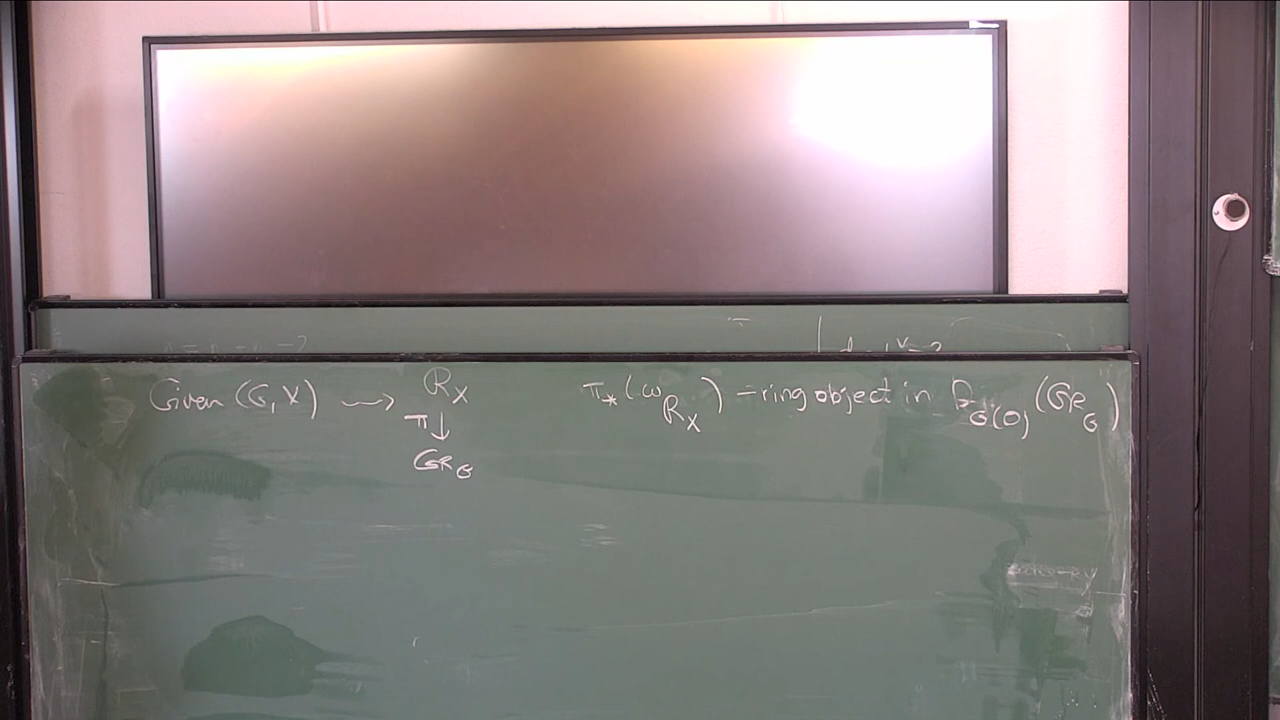 Given (G, X) ⇝ R_X π_*(ω_{R_X}) = ring object in D_{G(O)}(Gr_G)
π ↓
Gr_G